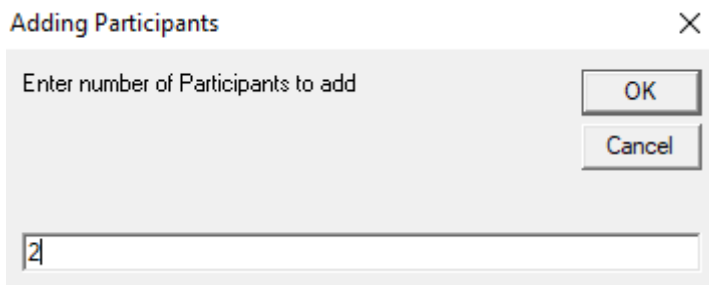 Adding Participants
Enter number of Participants to add
OK
Cancel
2